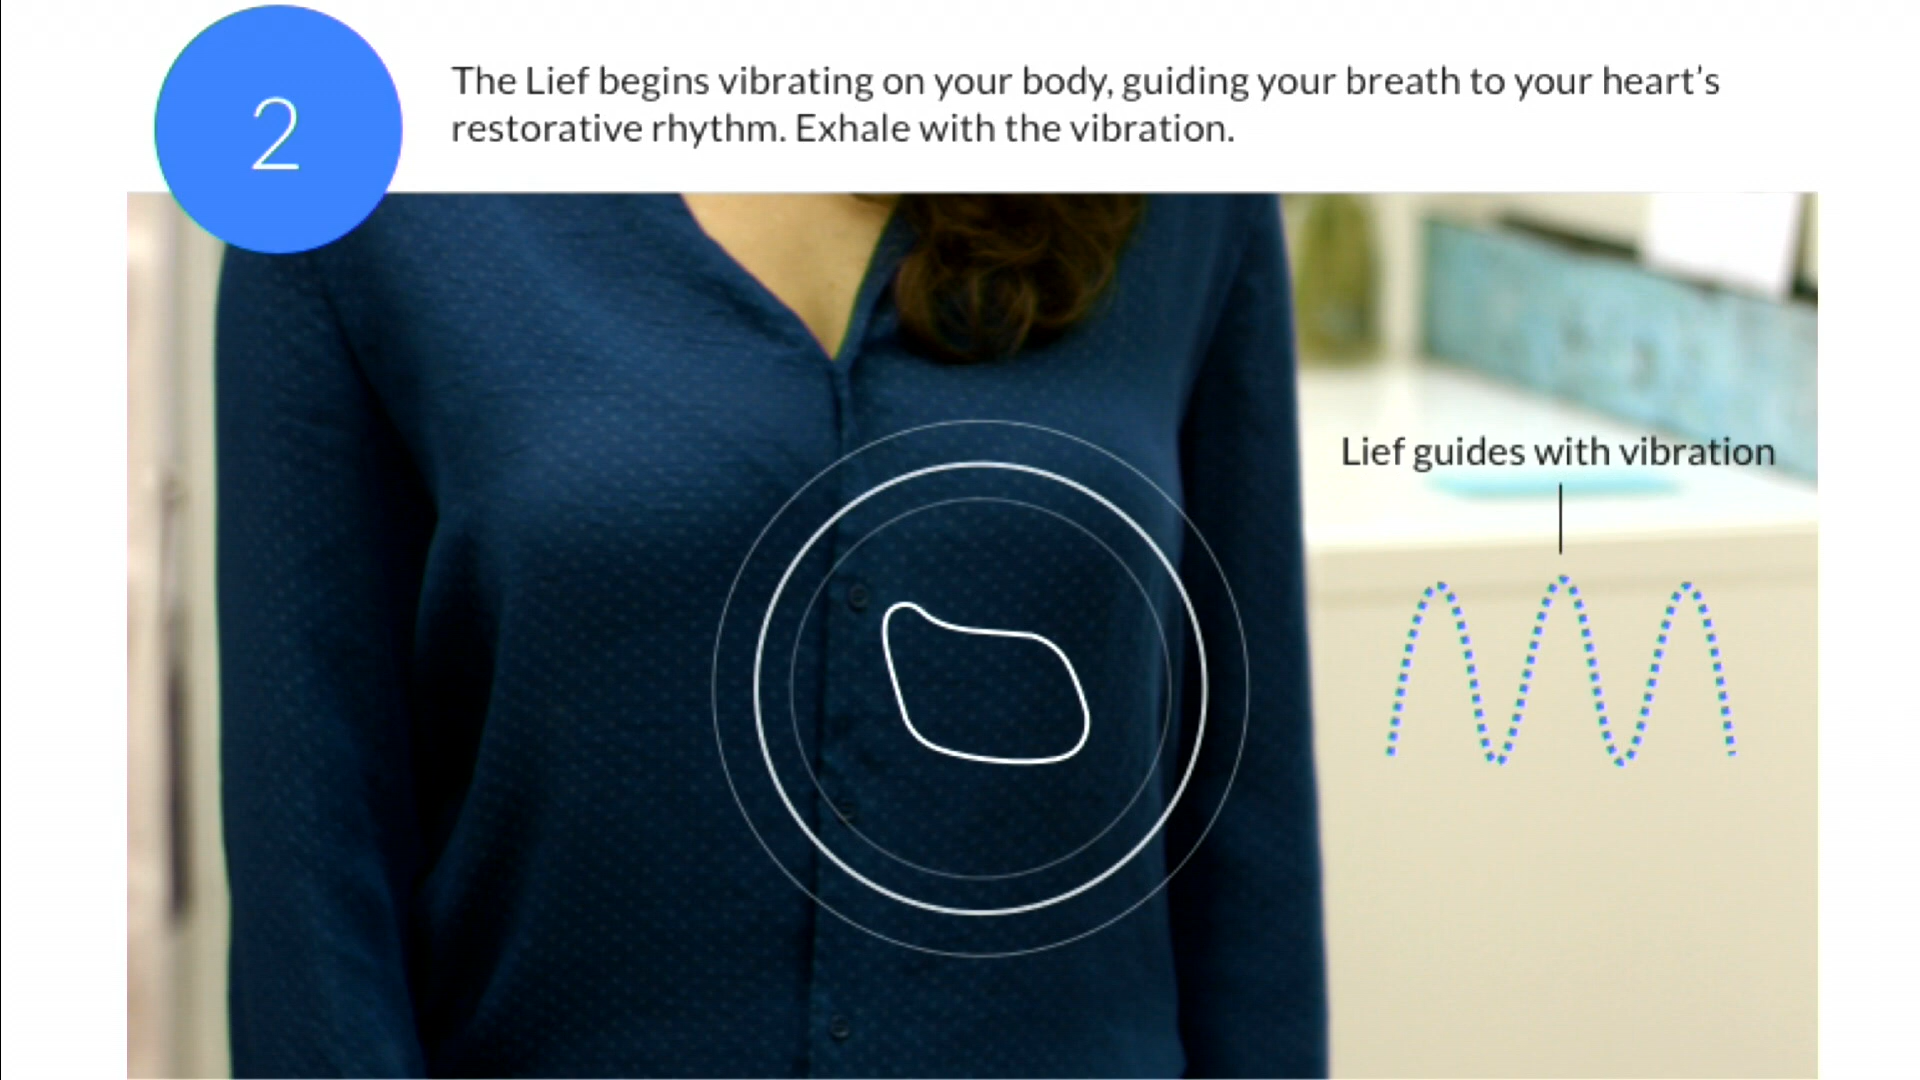 2
The Lief begins vibrating on your body, guiding your breath to your heart’s
restorative rhythm. Exhale with the vibration.
Lief guides with vibration